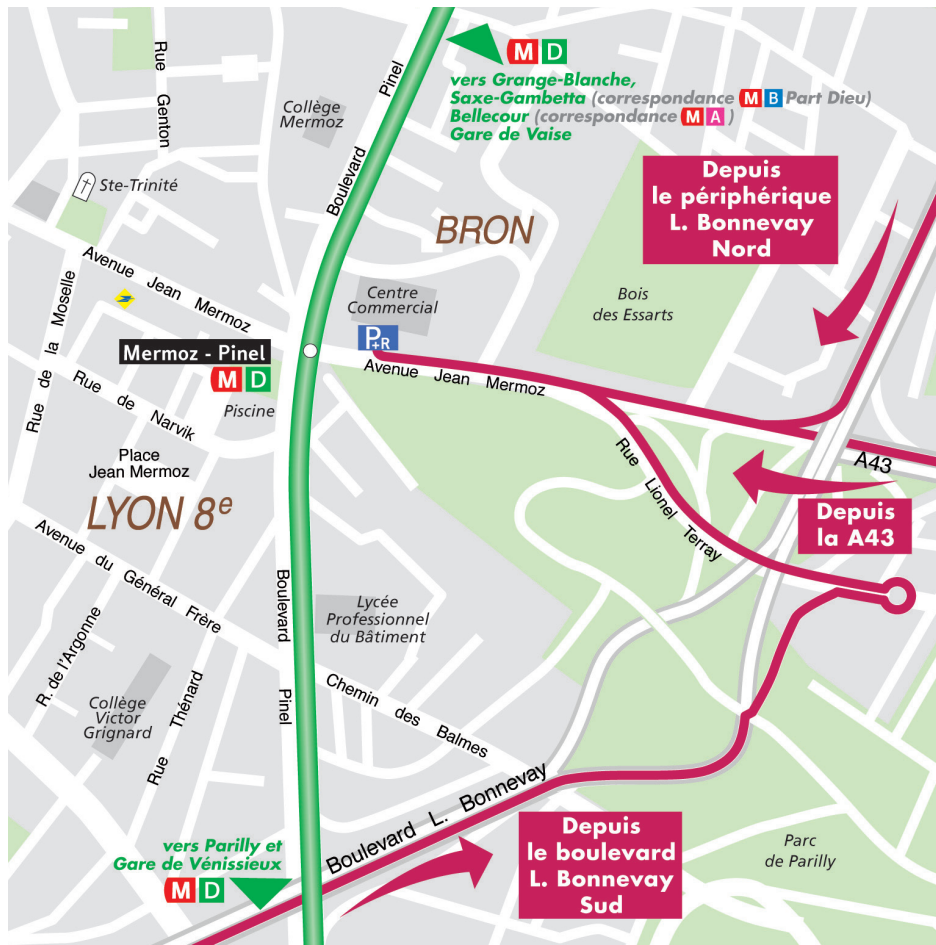 Rue Genton
Collège
Mermoz
Boulevard Pinel
M D
vers Grange-Blanche,
Saxe-Gambetta (correspondance M B Part Dieu)
Bellecour (correspondance M A )
Gare de Vaise
Depuis
le périphérique
L. Bonnevay
Nord
Ste-Trinité
BRON
Avenue Jean Mermoz
Rue de la Moselle
Centre
Commercial
P+R
Bois
des Essarts
Mermoz - Pinel
M D
Piscine
Avenue Jean Mermoz
Rue de Narvik
Place
Jean Mermoz
LYON 8e
Rue Lionel Terray
A43
Depuis
la A43
Avenue du Général Frère
Boulevard Pinel
Lycée
Professionnel
du Bâtiment
R. de l'Argonne
Collège
Victor
Grignard
Rue Thénard
Chemin des Balmes
Boulevard L. Bonnevay
vers Parilly et
Gare de Vénissieux
M D
Depuis
le boulevard
L. Bonnevay
Sud
Parc
de Parilly